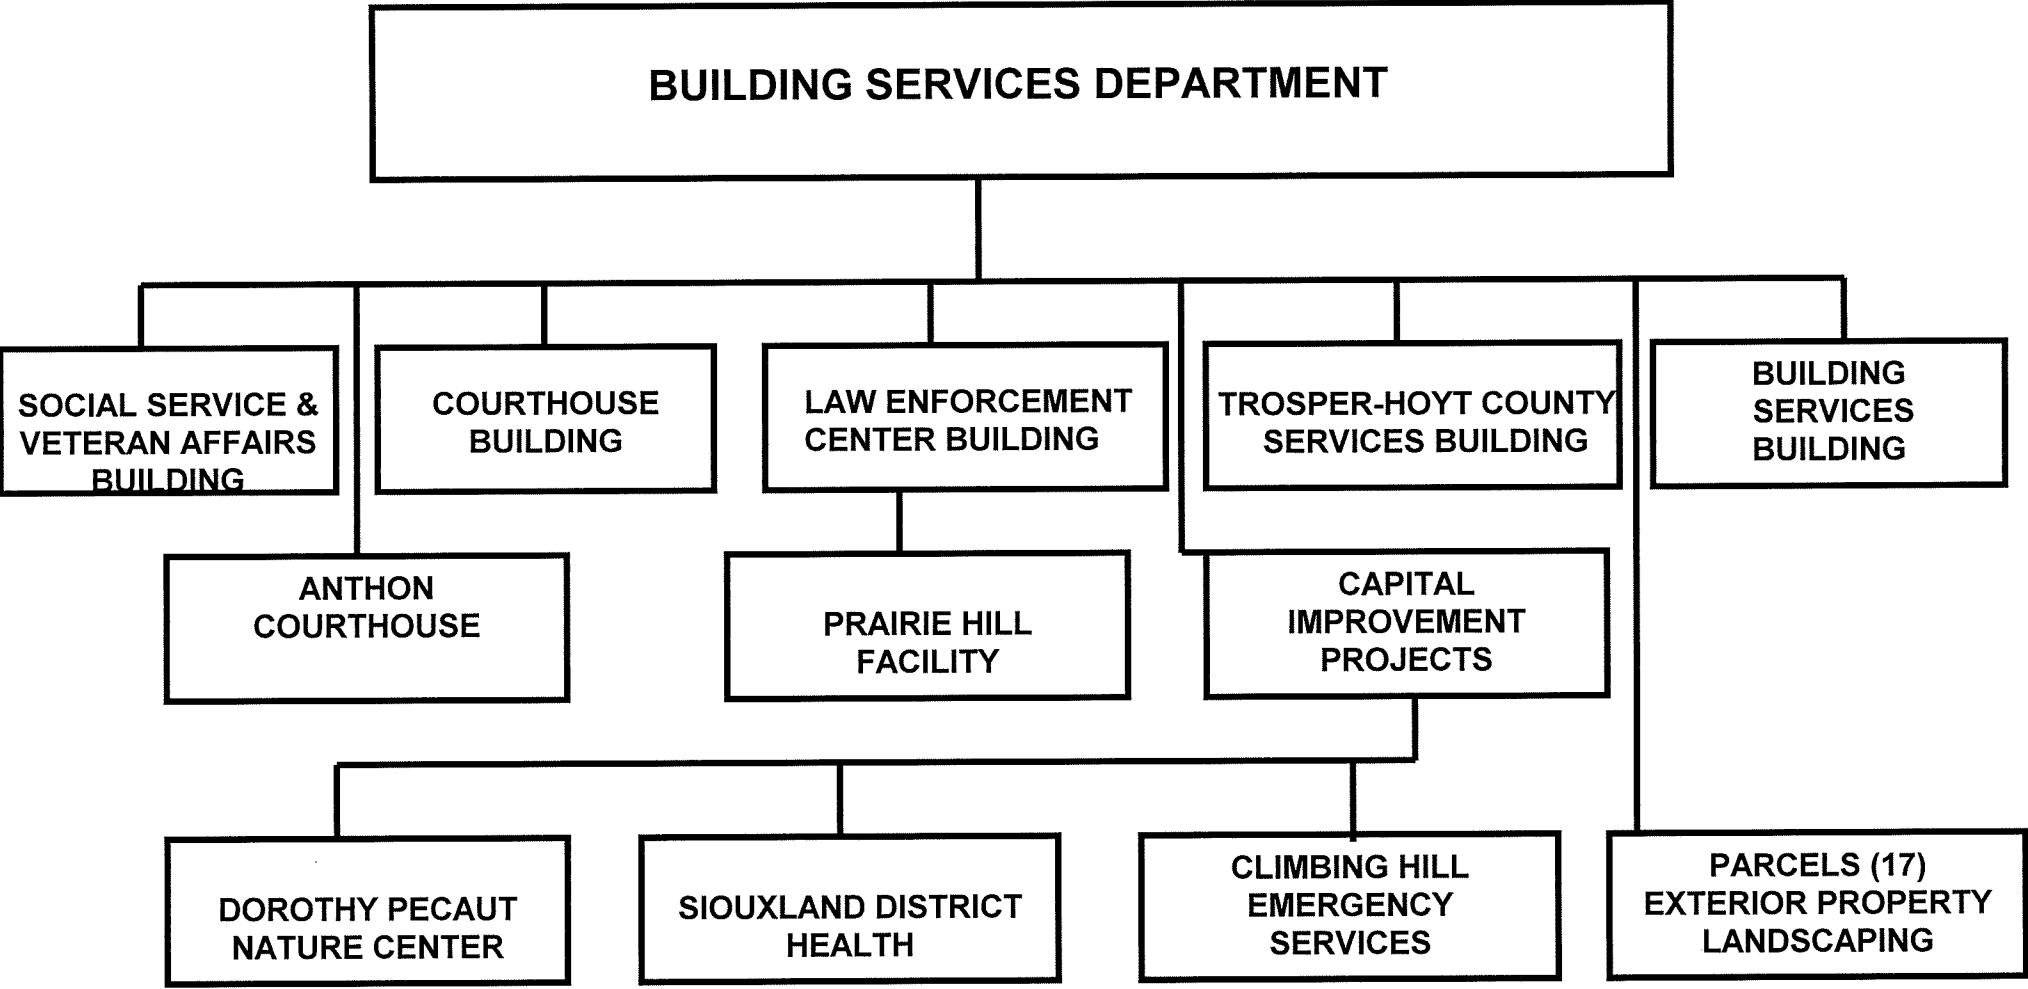 BUILDING SERVICES DEPARTMENT
SOCIAL SERVICE &
VETERAN AFFAIRS
BUILDING
COURTHOUSE
BUILDING
LAW ENFORCEMENT
CENTER BUILDING
TROSPER-HOYT COUNTY
SERVICES BUILDING
BUILDING
SERVICES
BUILDING
ANTHON
COURTHOUSE
PRAIRIE HILL
FACILITY
CAPITAL
IMPROVEMENT
PROJECTS
DOROTHY PECAUT
NATURE CENTER
SIOUXLAND DISTRICT
HEALTH
CLIMBING HILL
EMERGENCY
SERVICES
PARCELS (17)
EXTERIOR PROPERTY
LANDSCAPING